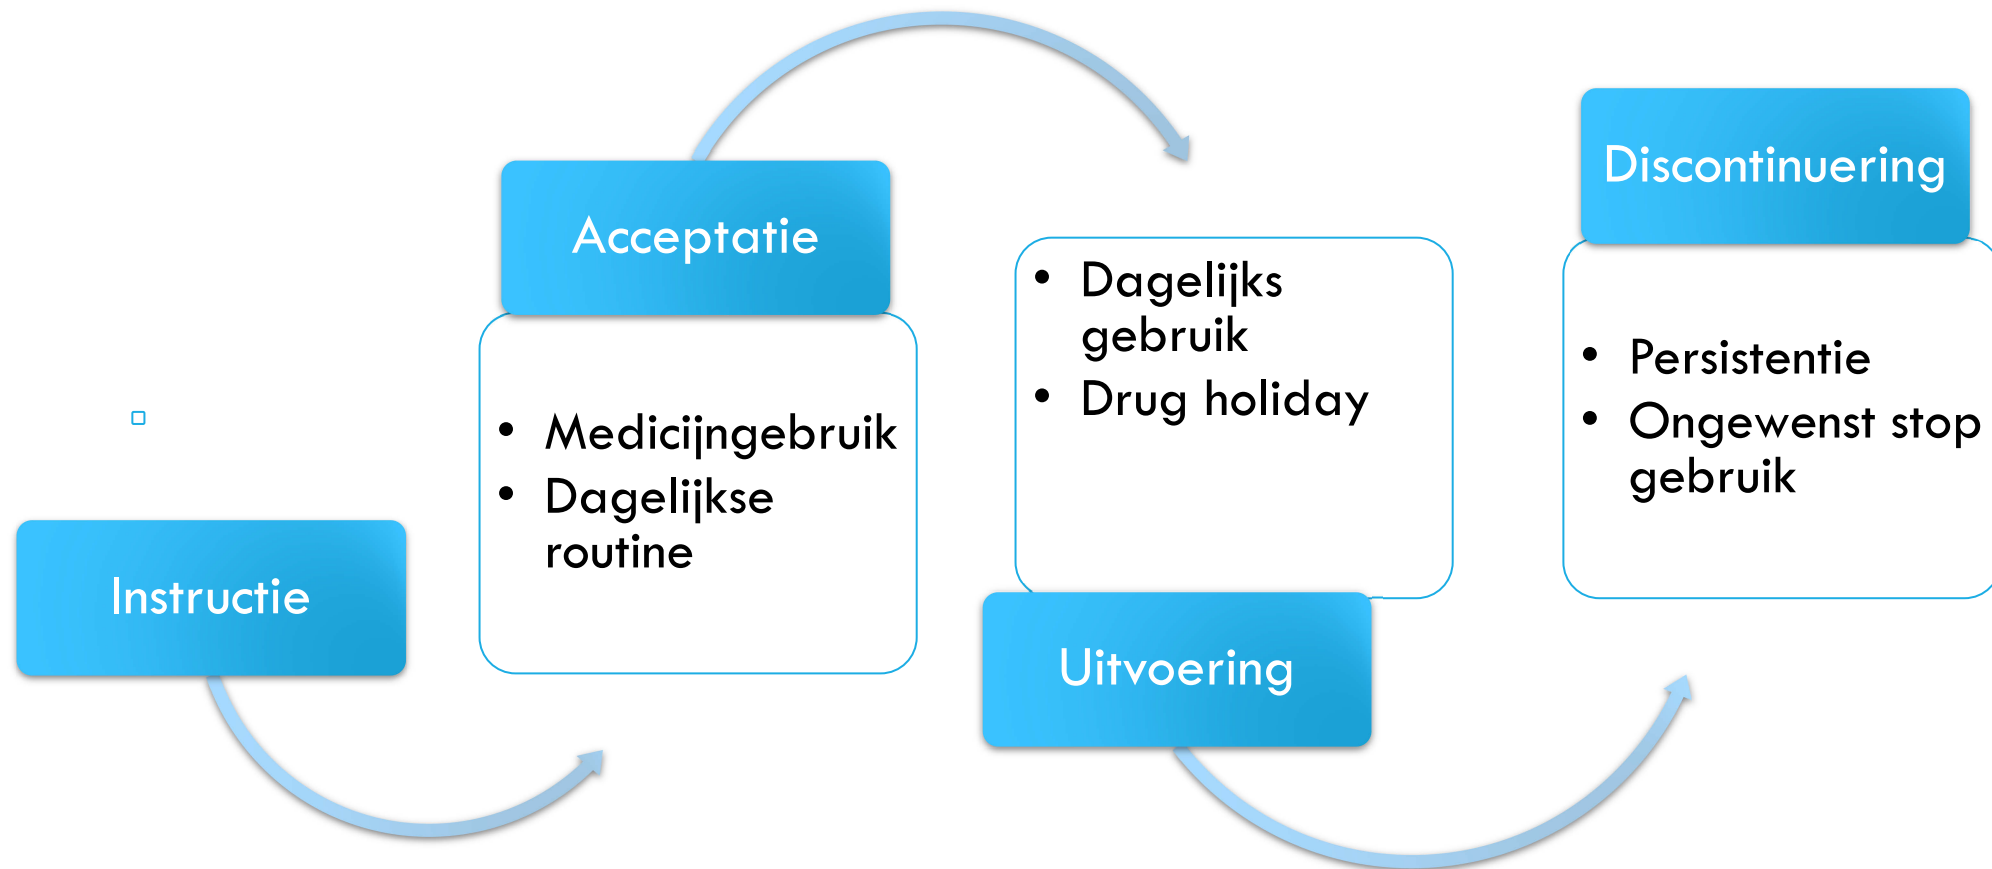 Instructie
Acceptatie
• Medicijngebruik
• Dagelijkse
routine
• Dagelijks
gebruik
• Drug holiday
Uitvoering
Discontinuering
• Persistentie
• Ongewenst stop
gebruik